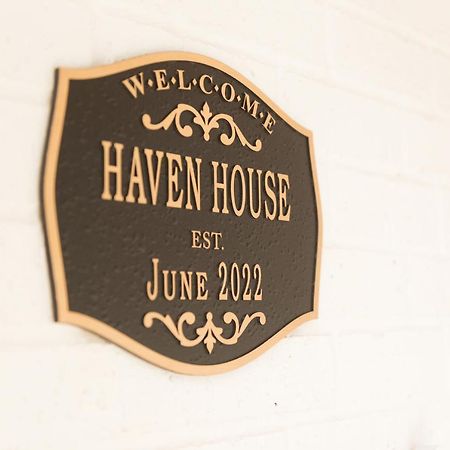 W·E·L·C·O·M·E
HAVEN HOUSE
EST.
JUNE 2022